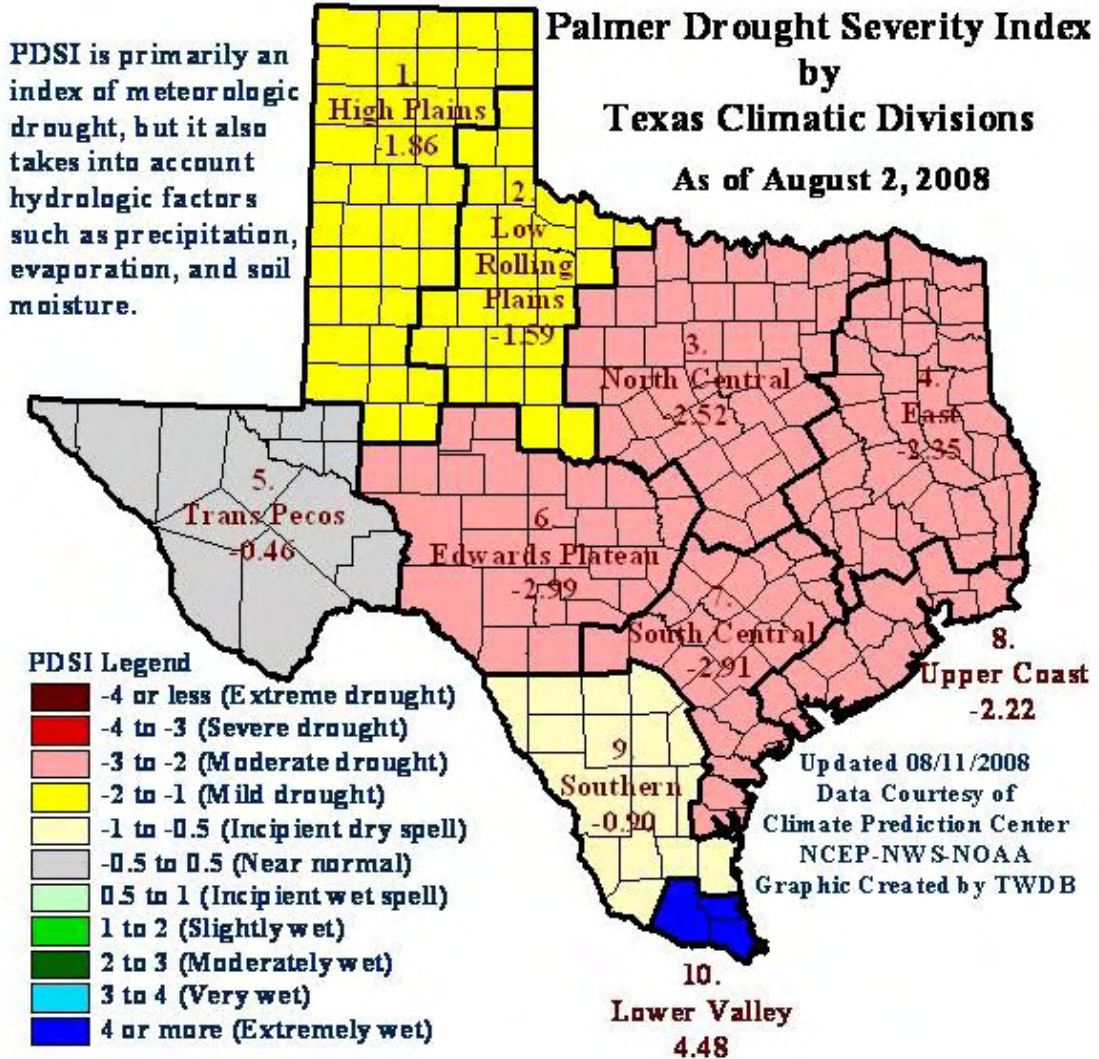 Palmer Drought Severity Index
by
Texas Climatic Divisions
As of August 2, 2008
PDSI is primarily an
index of meteorologic
drought, but it also
takes into account
hydrologic factors
such as precipitation,
evaporation, and soil
moisture.
1.
High Plains
-1.86
2.
Low
Rolling
Plains
-1.59
3.
North Central
-2.52
4.
East
-2.35
5.
Trans Pecos
-0.46
6.
Edwards Plateau
-2.99
7.
South Central
-2.91
8.
Upper Coast
-2.22
9.
Southern
-0.90
10.
Lower Valley
4.48
PDSI Legend
-4 or less (Extreme drought)
-4 to -3 (Severe drought)
-3 to -2 (Moderate drought)
-2 to -1 (Mild drought)
-1 to -0.5 (Incipient dry spell)
-0.5 to 0.5 (Near normal)
0.5 to 1 (Incipient wet spell)
1 to 2 (Slightly wet)
2 to 3 (Moderately wet)
3 to 4 (Very wet)
4 or more (Extremely wet)
Updated 08/11/2008
Data Courtesy of
Climate Prediction Center
NCEP-NWS-NOAA
Graphic Created by TWDB